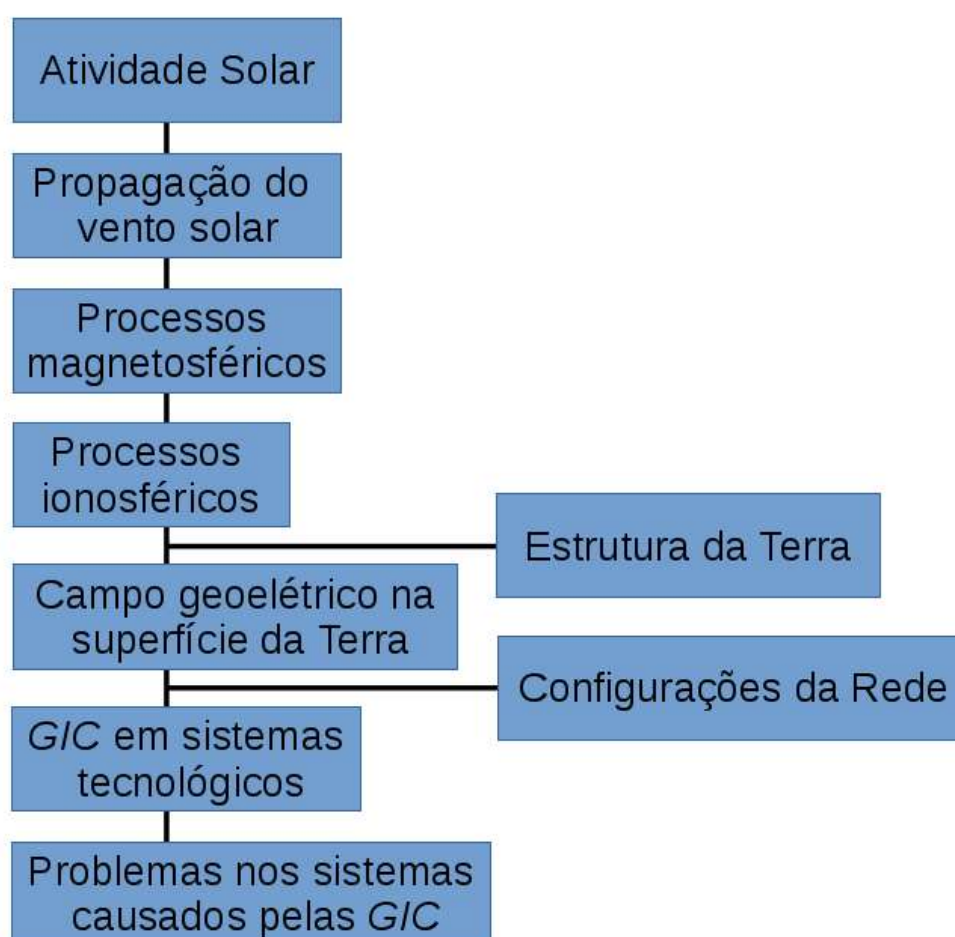 Atividade Solar
Propagação do
vento solar
Processos
magnetosféricos
Processos
ionosféricos
Estrutura da Terra
Campo geoelétrico na
superfície da Terra
Configurações da Rede
GIC em sistemas
tecnológicos
Problemas nos sistemas
causados pelas GIC